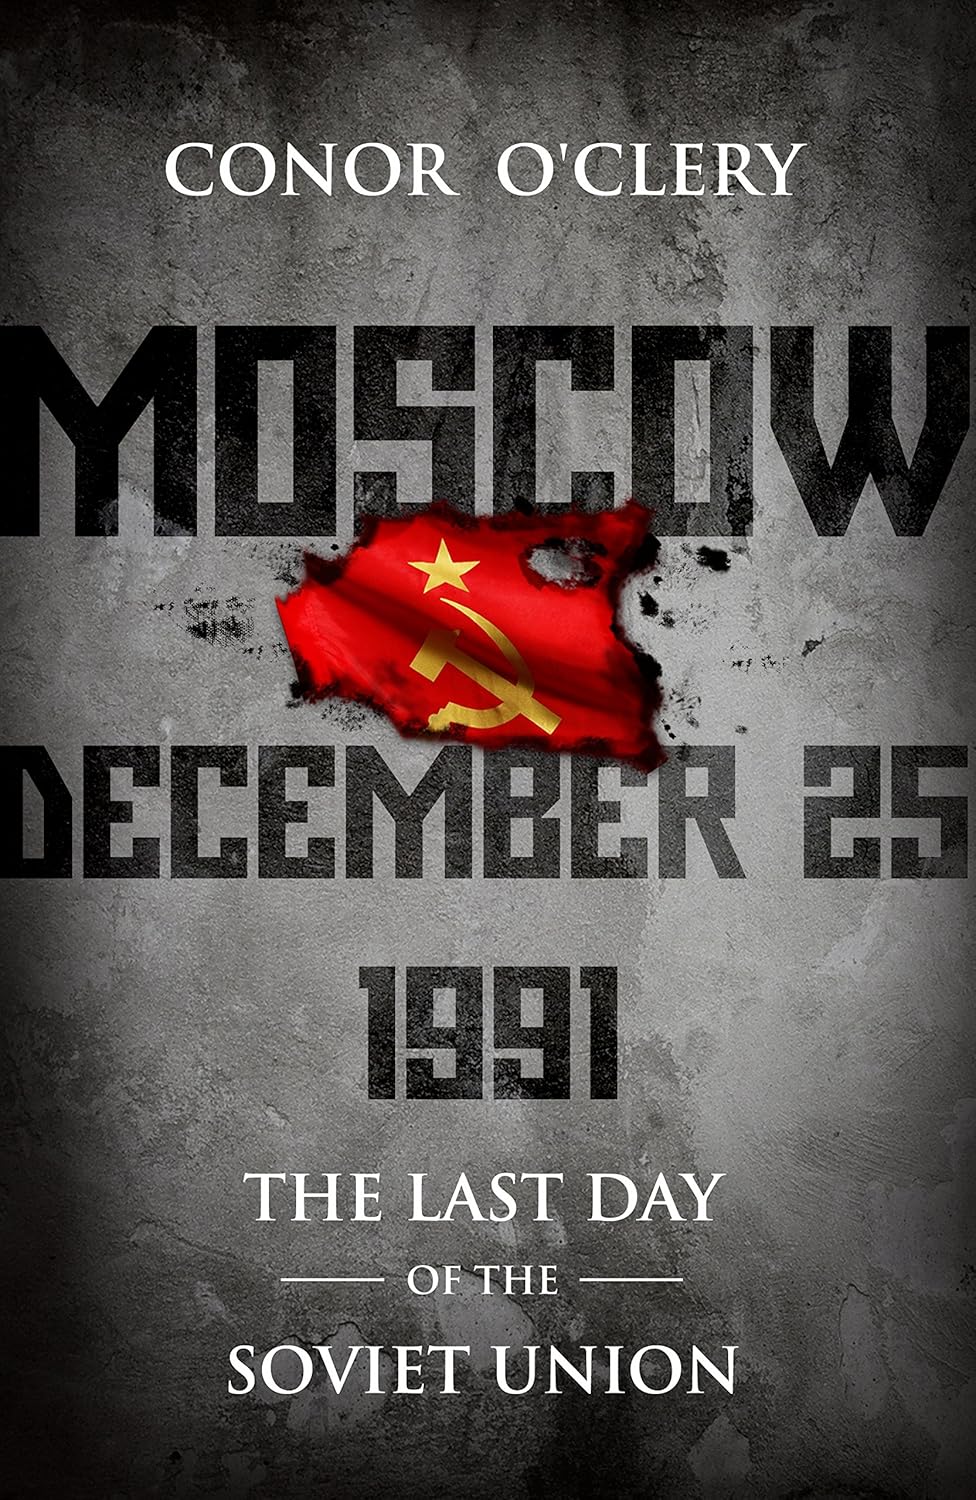 CONOR O'CLERY
MOSCOW
DECEMBER 25
1991
THE LAST DAY
OF THE
SOVIET UNION